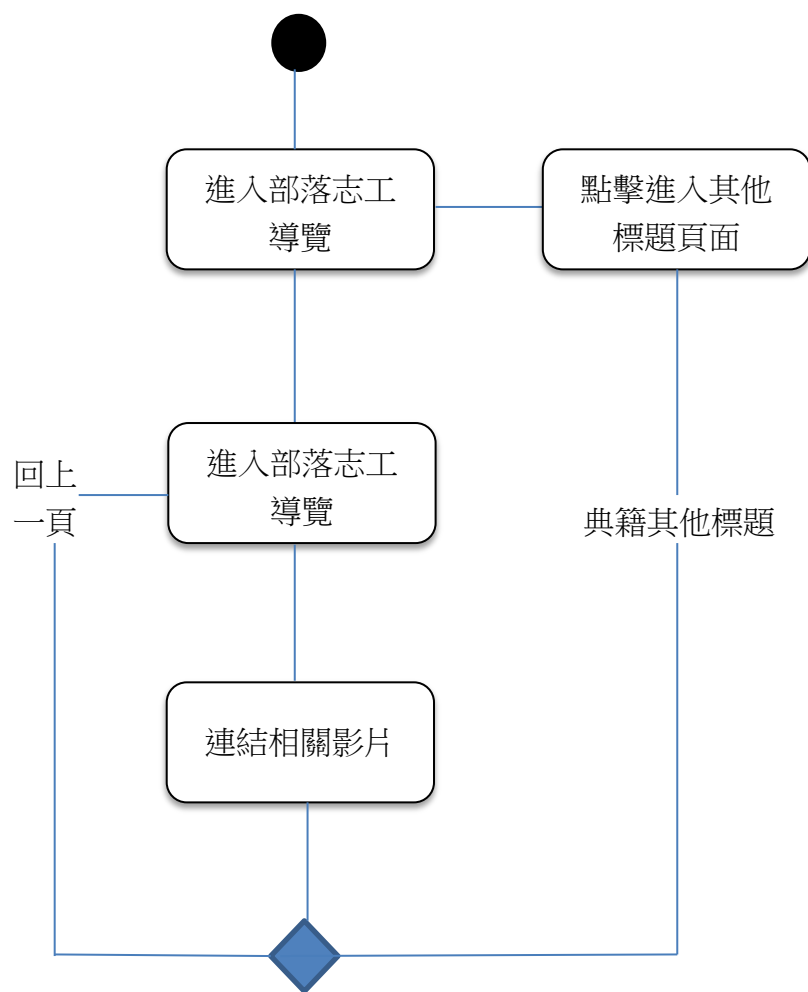 進入部落志工
導覽
點擊進入其他
標題頁面
進入部落志工
導覽
回上
一頁
典籍其他標題
連結相關影片